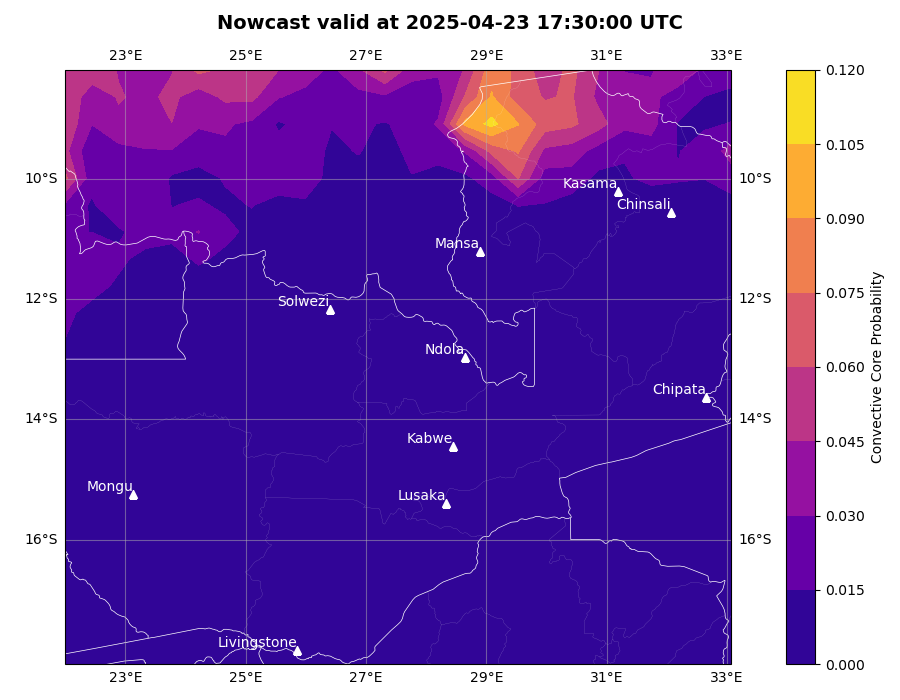 Nowcast valid at 2025-04-23 17:30:00 UTC
23°E 25°E 27°E 29°E 31°E 33°E
0.120
0.105
10°S 10°S
Kasama
Chinsali
0.090
Mansa
0.075
12°S 12°S
Solwezi
Ndola
0.060
Chipata
14°S 14°S
Kabwe
0.045
Mongu
Lusaka
0.030
16°S 16°S
0.015
Livingstone
0.000
23°E 25°E 27°E 29°E 31°E 33°E
Convective Core Probability